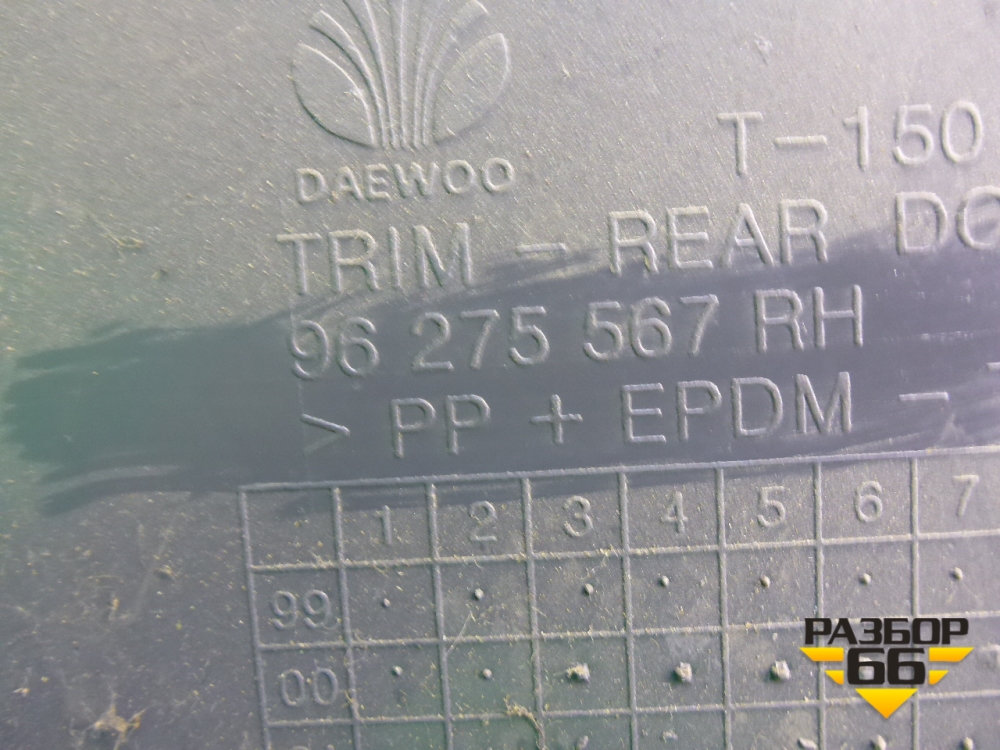 DAEWOO
T-150
TRIM - REAR DO
96 275 567 RH
> PP + EPDM -
1 2 3 4 5 6 7
99
00
РАЗБОР
66